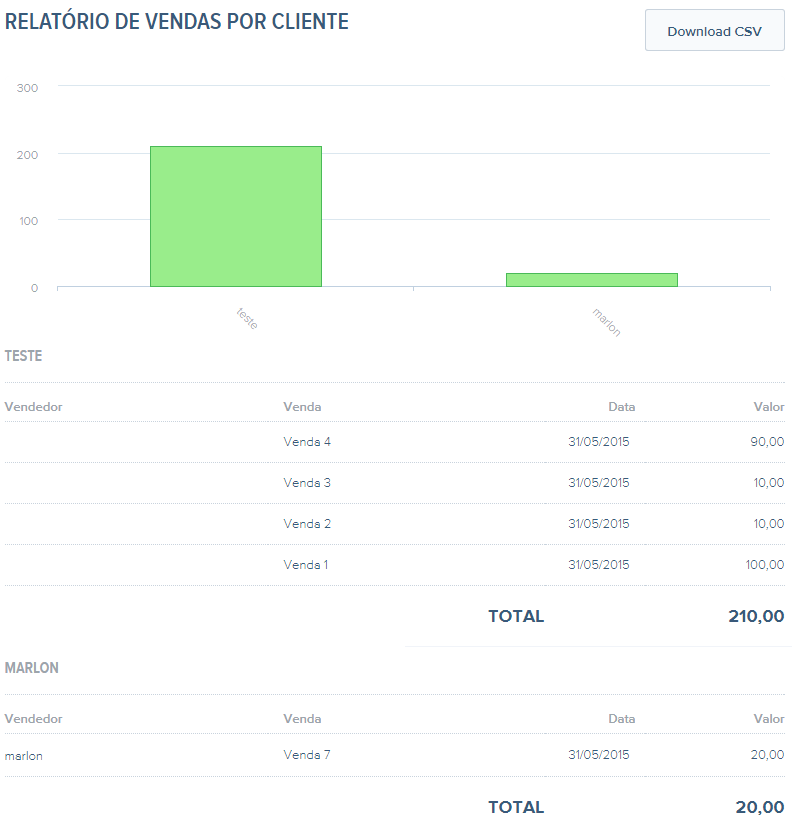 RELATÓRIO DE VENDAS POR CLIENTE
Download CSV
300
200
100
0
teste
marlon
TESTE
Vendedor Venda Data Valor
Venda 4 31/05/2015 90,00
Venda 3 31/05/2015 10,00
Venda 2 31/05/2015 10,00
Venda 1 31/05/2015 100,00
TOTAL 210,00
MARLON
Vendedor Venda Data Valor
marlon Venda 7 31/05/2015 20,00
TOTAL 20,00